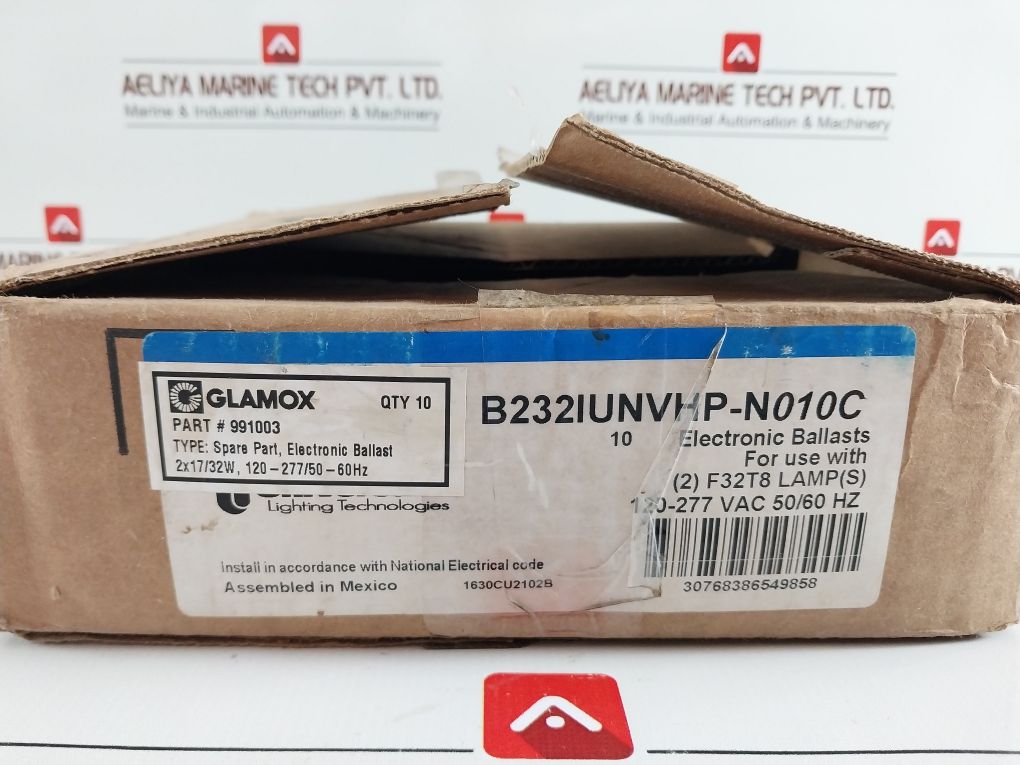 AELIYA MARINE TECH PVT. LTD.
Marine & Industrial Automation & Machinery
AELIYA MARINE TECH PVT. LTD.
Marine & Industrial Automation & Machinery
GLAMOX
QTY 10
PART # 991003
TYPE: Spare Part, Electronic Ballast
2x17/32W, 120-277/50-60Hz
Lighting Technologies
Install in accordance with National Electrical code
Assembled in Mexico
1630CU2102B
B232IUNVHP-N010C
10 Electronic Ballasts
For use with
(2) F32T8 LAMP(S)
120-277 VAC 50/60 HZ
30768386549858